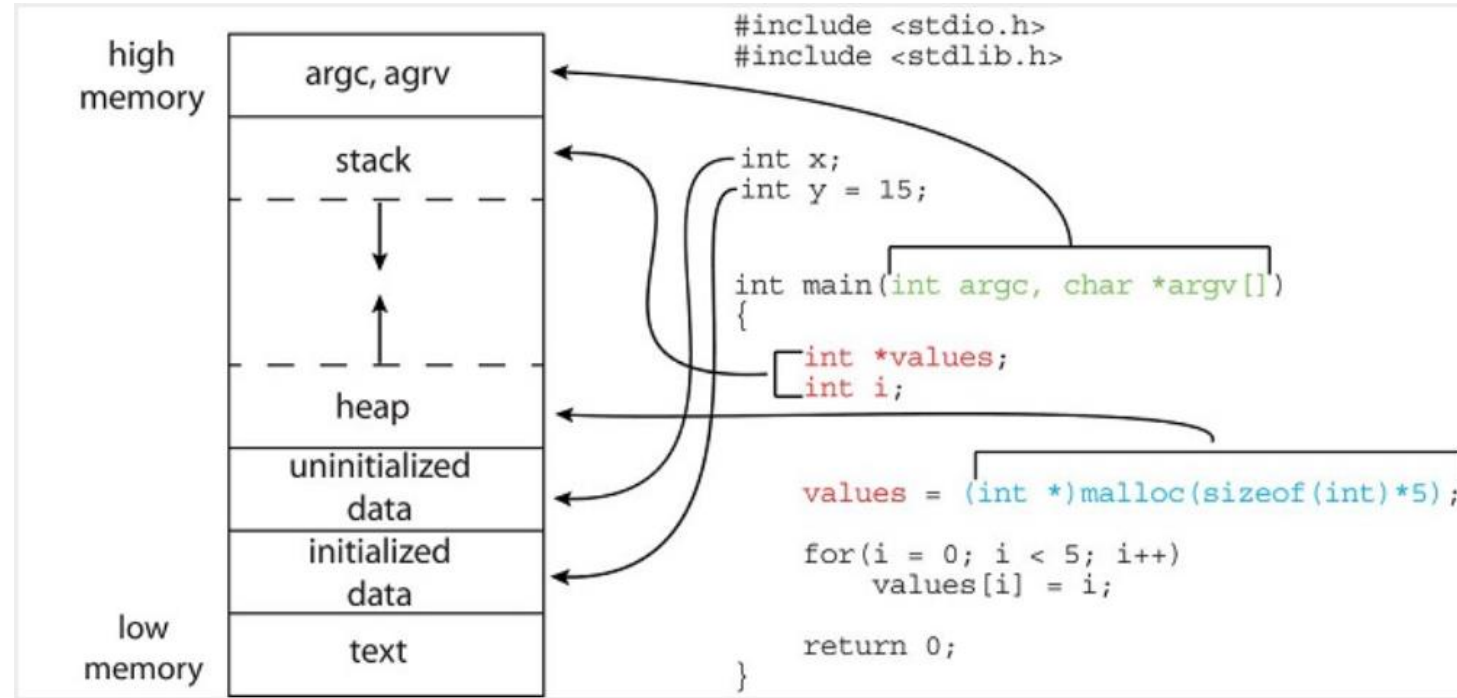 high
memory
argc, agrv
stack
heap
uninitialized
data
initialized
data
low
memory
text
#include <stdio.h>
#include <stdlib.h>
int x;
int y = 15;
int main(int argc, char *argv[])
{
int *values;
int i;
values = (int *)malloc(sizeof(int)*5);
for(i = 0; i < 5; i++)
values[i] = i;
return 0;
}